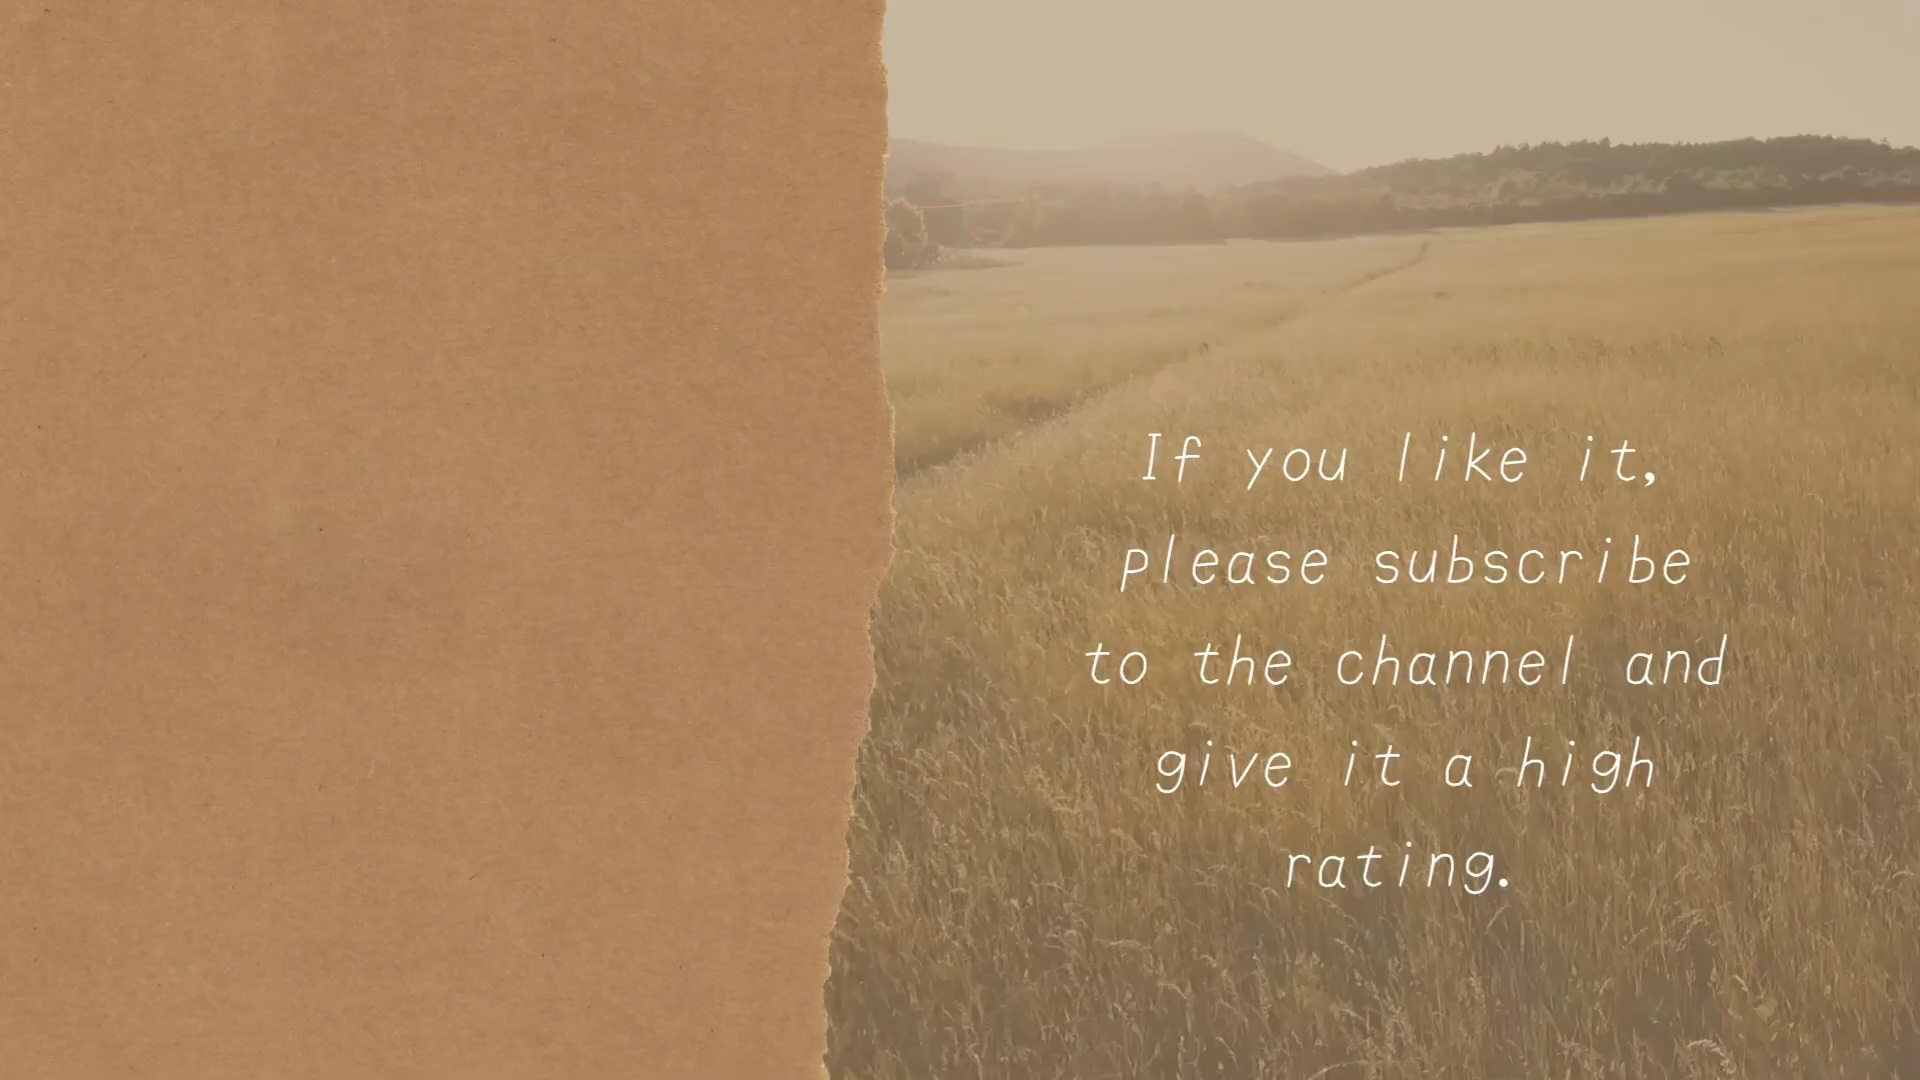 If you like it,
please subscribe
to the channel and
give it a high
rating.